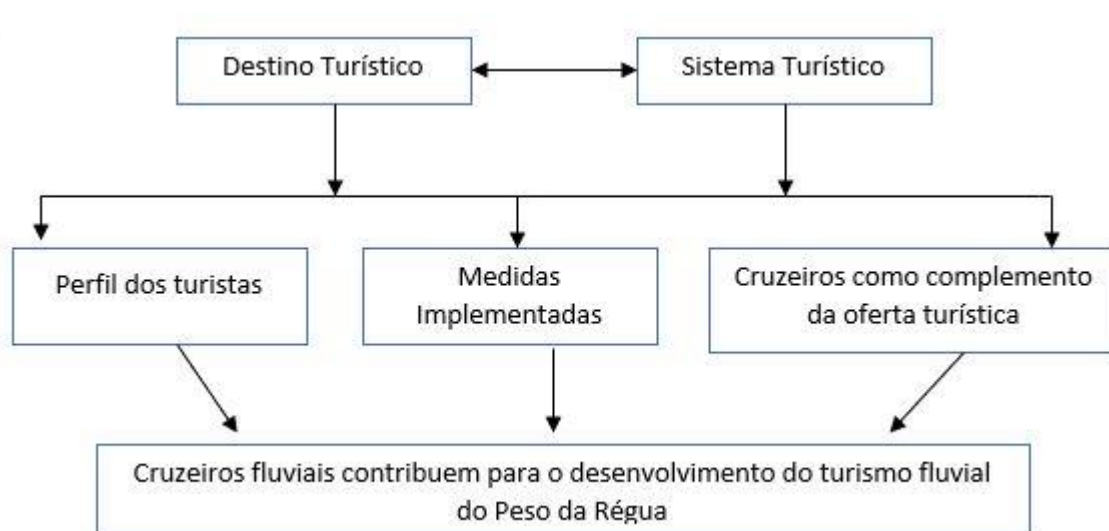 Destino Turístico
Sistema Turístico
Perfil dos turistas
Medidas
Implementadas
Cruzeiros como complemento
da oferta turística
Cruzeiros fluviais contribuem para o desenvolvimento do turismo fluvial
do Peso da Régua